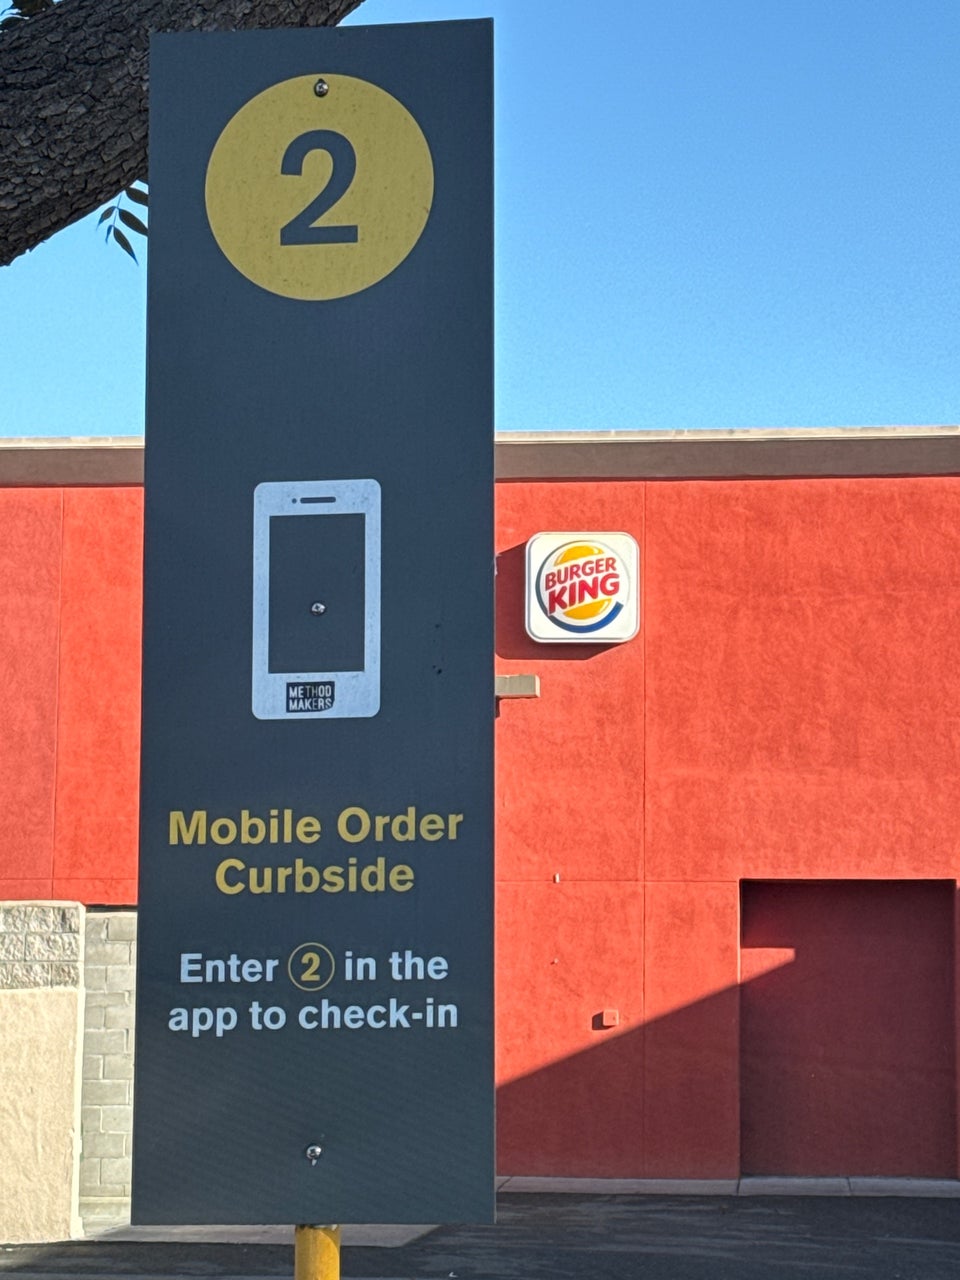 2
METHOD
MAKERS
Mobile Order
Curbside
Enter 2 in the
app to check-in
BURGER
KING